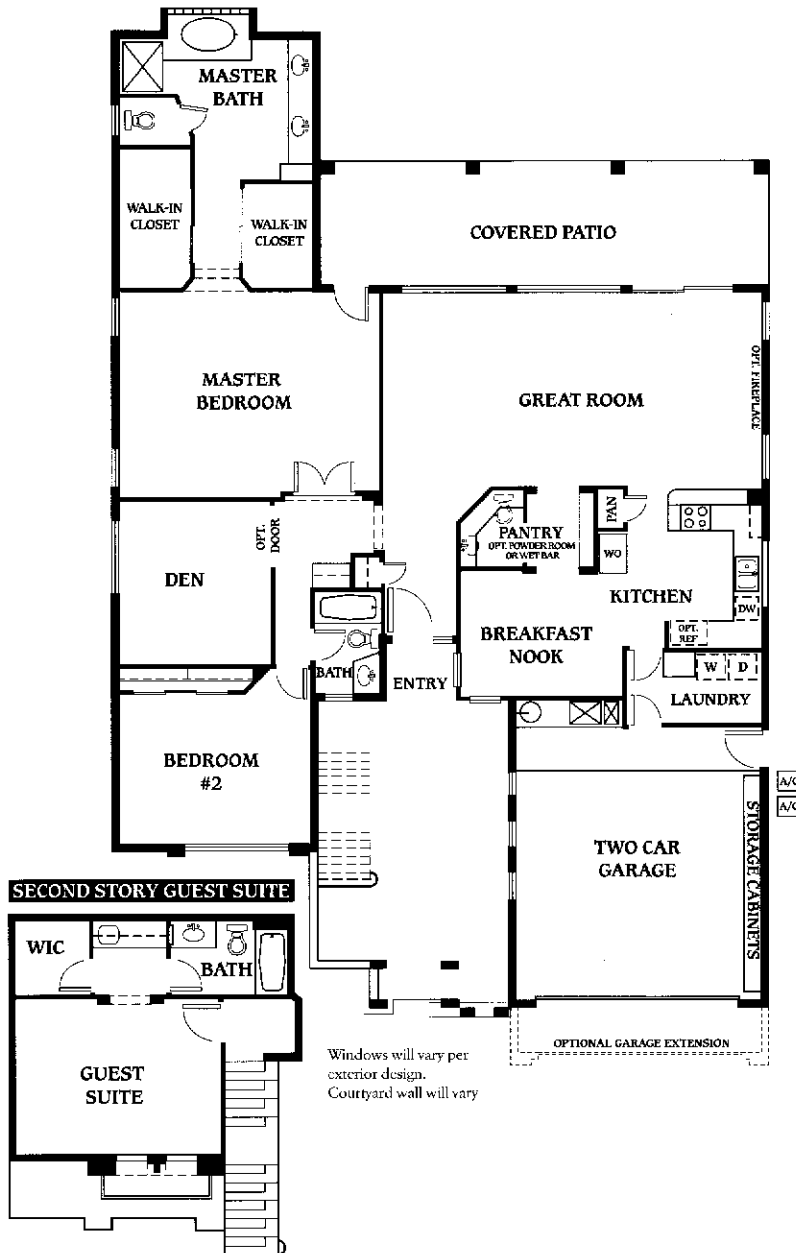 MASTER
BATH
WALK-IN
CLOSET
WALK-IN
CLOSET
COVERED PATIO
MASTER
BEDROOM
GREAT ROOM
OPT. FIREPLACE
PAN
PANTRY
OPT. POWDER ROOM
OR WET BAR
OPT.
DOOR
DEN
WO
KITCHEN
DW
OPT.
REF
BREAKFAST
NOOK
BATH
ENTRY
W
D
LAUNDRY
BEDROOM
#2
A/C
A/C
TWO CAR
GARAGE
STORAGE CABINETS
SECOND STORY GUEST SUITE
WIC
BATH
GUEST
SUITE
OPTIONAL GARAGE EXTENSION
Windows will vary per
exterior design.
Courtyard wall will vary